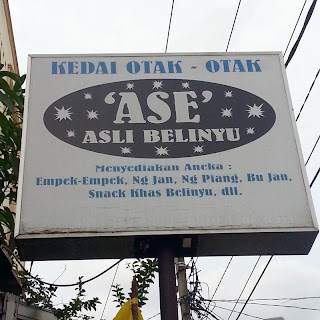 KEDAI OTAK - OTAK
'ASE'
ASLI BELINYU
Menyediakan Aneka :
Empek-Empek, Ng Jan, Ng Piang, Bu Jan,
Snack Khas Belinyu, dll.